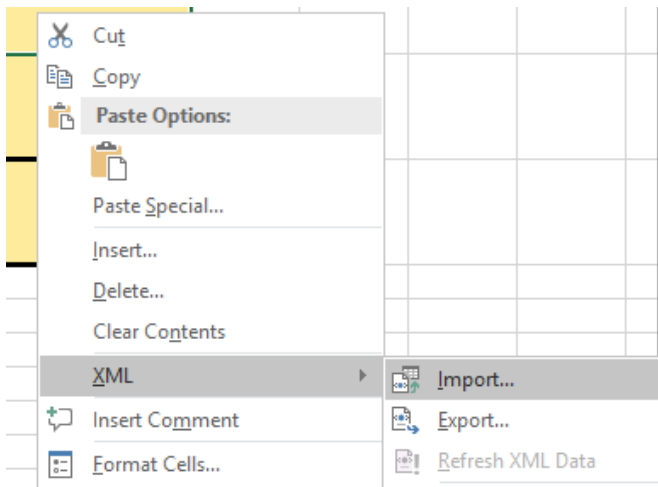 Cut
Copy
Paste Options:
Paste Special...
Insert...
Delete...
Clear Contents
XML
Import...
Insert Comment
Export...
Format Cells...
Refresh XML Data